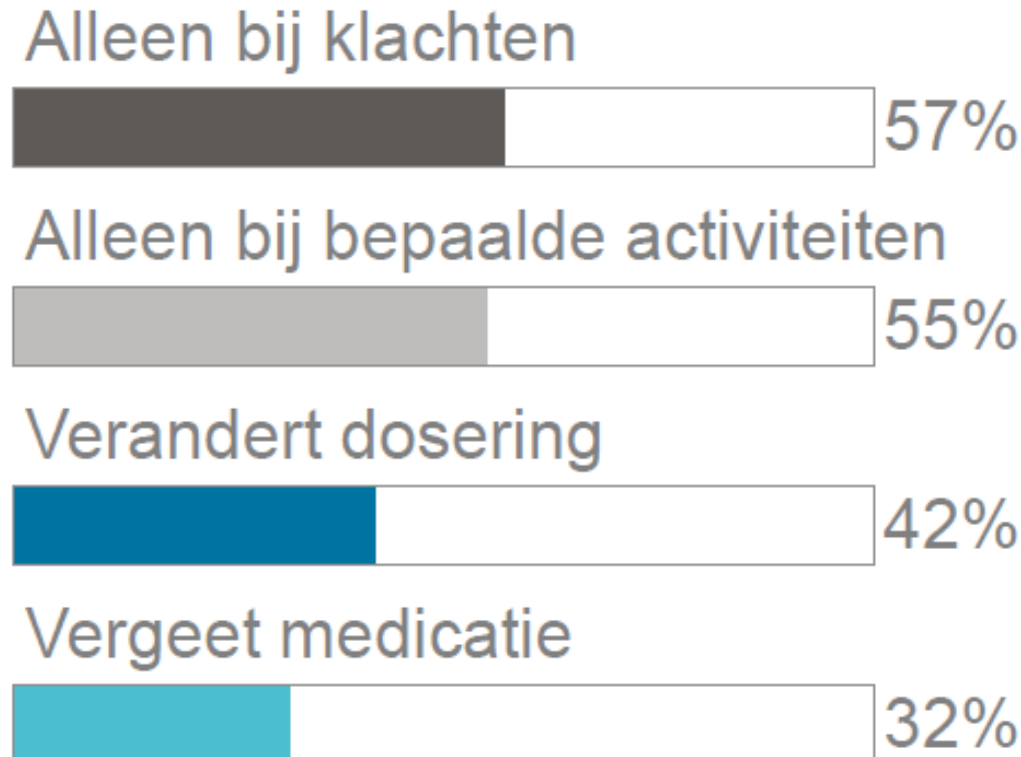 Alleen bij klachten
57%
Alleen bij bepaalde activiteiten
55%
Verandert dosering
42%
Vergeet medicatie
32%